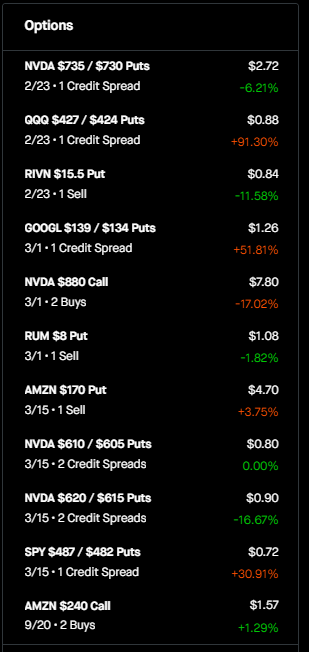 Options
NVDA $735 / $730 Puts $2.72
2/23 • 1 Credit Spread -6.21%
QQQ $427 / $424 Puts $0.88
2/23 • 1 Credit Spread +91.30%
RIVN $15.5 Put $0.84
2/23 • 1 Sell -11.58%
GOOGL $139 / $134 Puts $1.26
3/1 • 1 Credit Spread +51.81%
NVDA $880 Call $7.80
3/1 • 2 Buys -17.02%
RUM $8 Put $1.08
3/1 • 1 Sell -1.82%
AMZN $170 Put $4.70
3/15 • 1 Sell +3.75%
NVDA $610 / $605 Puts $0.80
3/15 • 2 Credit Spreads 0.00%
NVDA $620 / $615 Puts $0.90
3/15 • 2 Credit Spreads -16.67%
SPY $487 / $482 Puts $0.72
3/15 • 1 Credit Spread +30.91%
AMZN $240 Call $1.57
9/20 • 2 Buys +1.29%